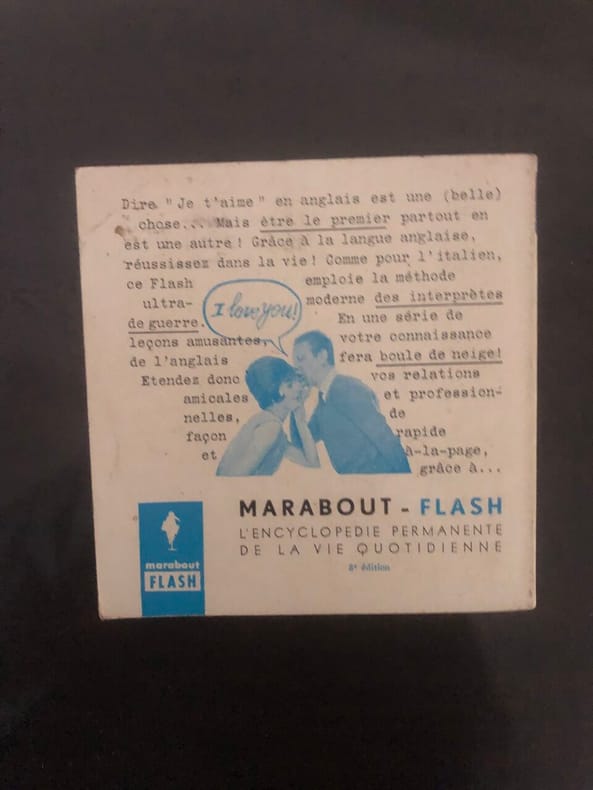 Dire "Je t'aime" en anglais est une (belle)
chose... Mais être le premier partout en
est une autre! Grâce à la langue anglaise,
réussissez dans la vie! Comme pour l'italien,
ce Flash emploie la méthode
ultra- moderne des interprètes
de guerre. En une série de
I love you!
leçons amusantes, votre connaissance
de l'anglais fera boule de neige!
Etendez donc vos relations
amicales et profession-
nelles, de
façon rapide
et à-la-page,
grâce à...
MARABOUT - FLASH
L'ENCYCLOPEDIE PERMANENTE
DE LA VIE QUOTIDIENNE
8e édition
marabout
FLASH